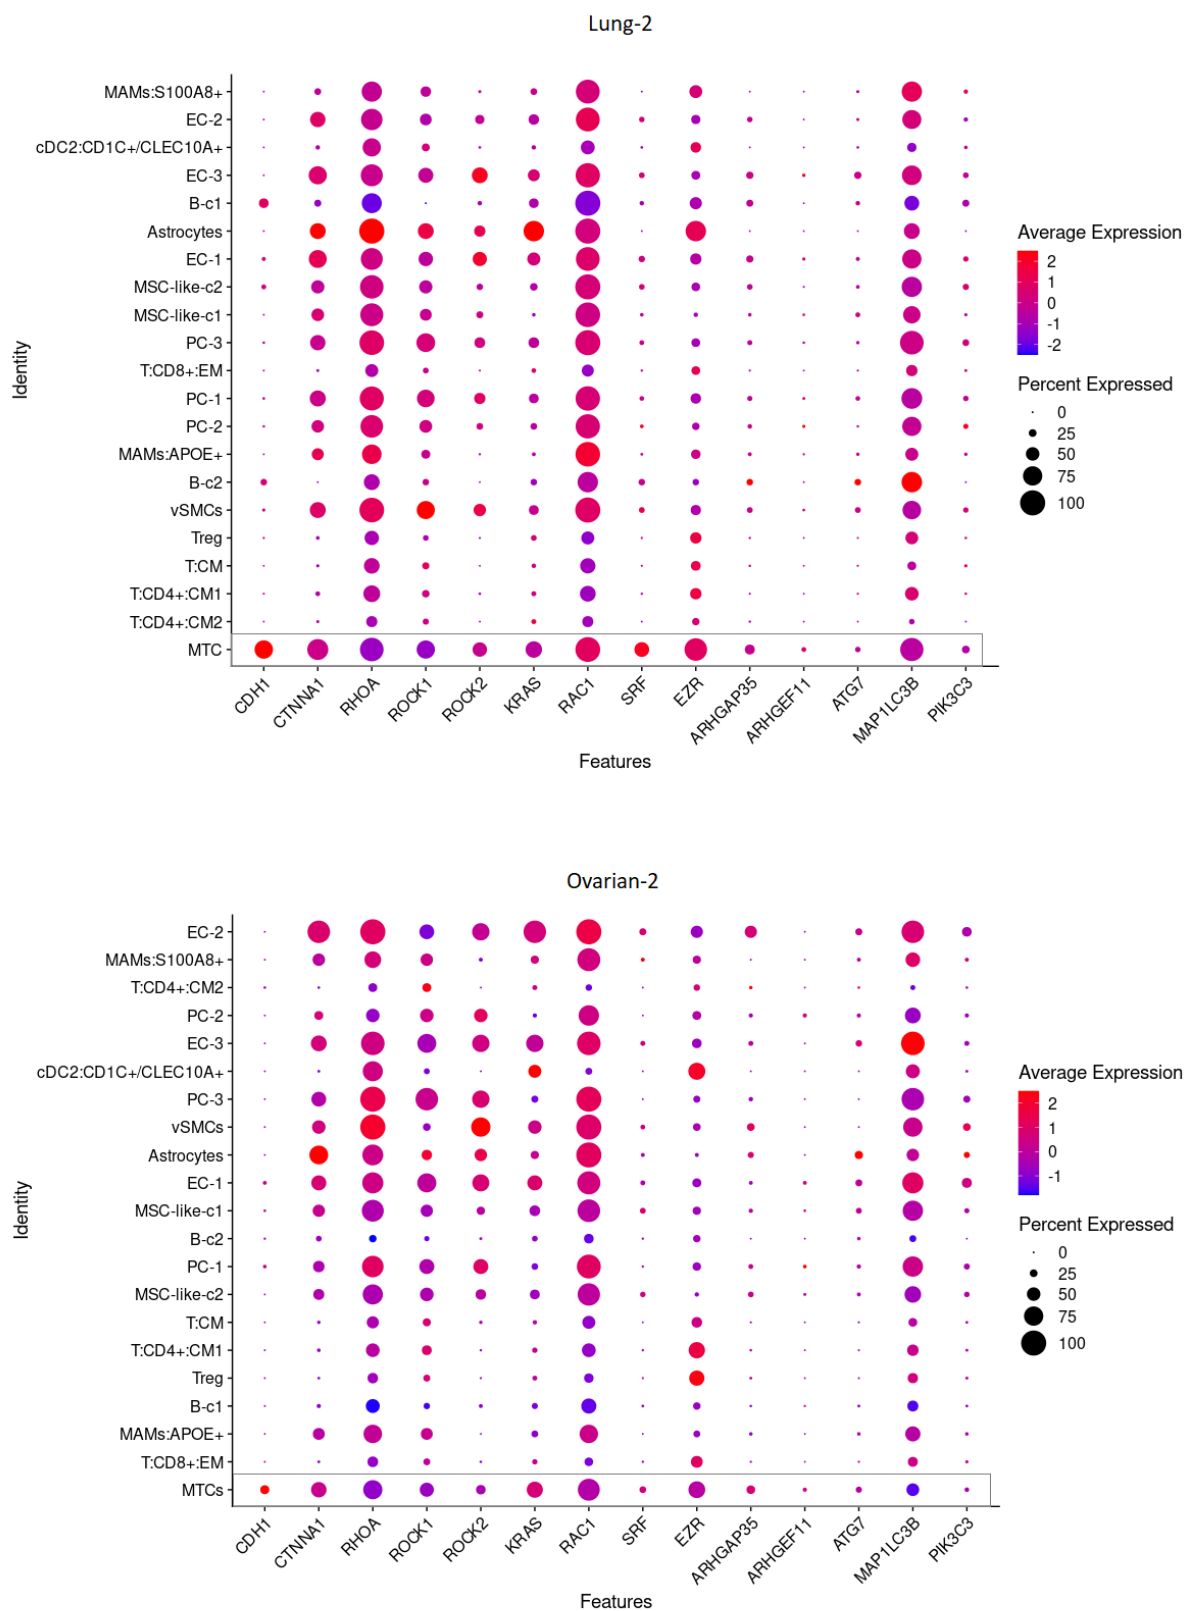 Lung-2
MAMs:S100A8+
EC-2
cDC2:CD1C+/CLEC10A+
EC-3
B-c1
Astrocytes
EC-1
MSC-like-c2
MSC-like-c1
PC-3
T:CD8+:EM
PC-1
PC-2
MAMs:APOE+
B-c2
vSMCs
Treg
T:CM
T:CD4+:CM1
T:CD4+:CM2
MTC
Identity
CDH1
CTNNA1
RHOA
ROCK1
ROCK2
KRAS
RAC1
SRF
EZR
ARHGAP35
ARHGEF11
ATG7
MAP1LC3B
PIK3C3
Features
Average Expression
2
1
0
-1
-2
Percent Expressed
0
25
50
75
100
Ovarian-2
EC-2
MAMs:S100A8+
T:CD4+:CM2
PC-2
EC-3
cDC2:CD1C+/CLEC10A+
PC-3
vSMCs
Astrocytes
EC-1
MSC-like-c1
B-c2
PC-1
MSC-like-c2
T:CM
T:CD4+:CM1
Treg
B-c1
MAMs:APOE+
T:CD8+:EM
MTCs
Identity
CDH1
CTNNA1
RHOA
ROCK1
ROCK2
KRAS
RAC1
SRF
EZR
ARHGAP35
ARHGEF11
ATG7
MAP1LC3B
PIK3C3
Features
Average Expression
2
1
0
-1
Percent Expressed
0
25
50
75
100